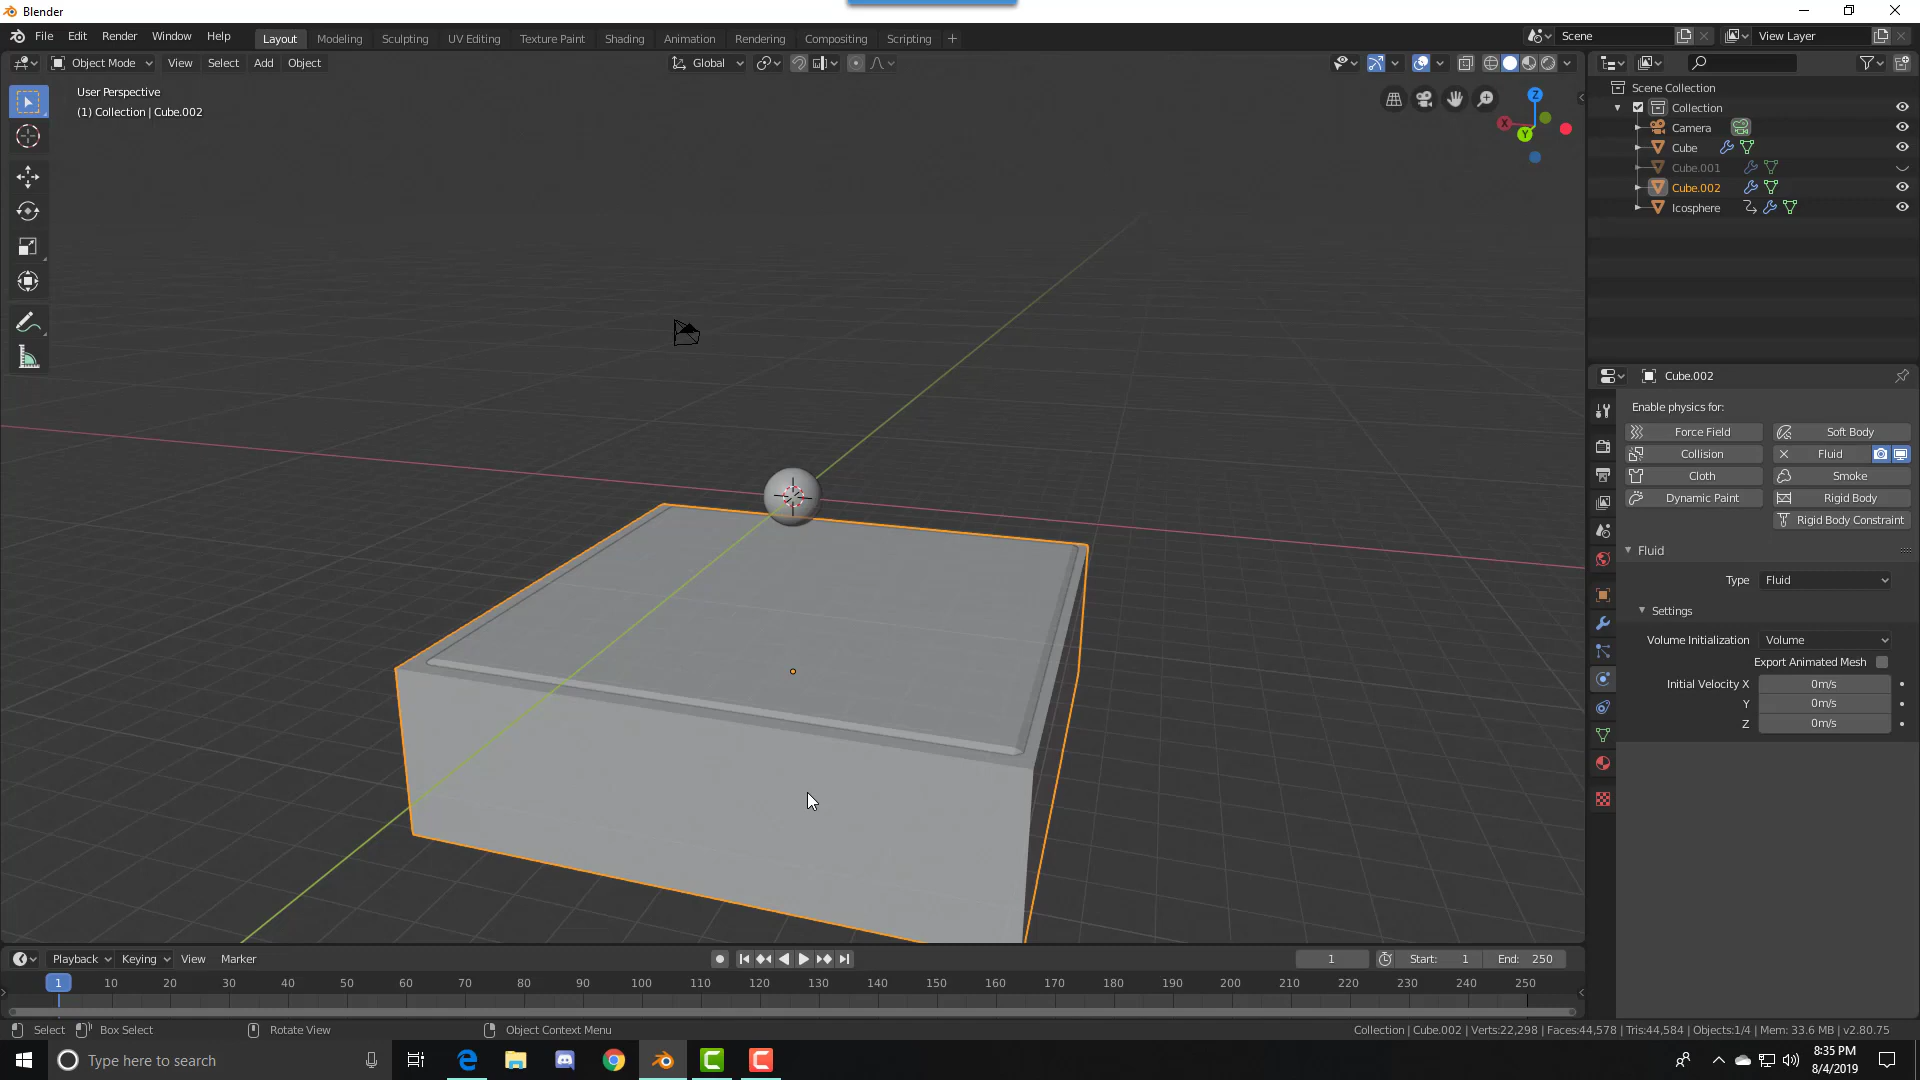 Blender
File Edit Render Window Help
Layout Modeling Sculpting UV Editing Texture Paint Shading Animation Rendering Compositing Scripting +
Scene
View Layer
Object Mode View Select Add Object
Global
User Perspective
(1) Collection | Cube.002
Z
X
Y
Scene Collection
Collection
Camera
Cube
Cube.001
Cube.002
Icosphere
Cube.002
Enable physics for:
Force Field Soft Body
Collision Fluid
Cloth Smoke
Dynamic Paint Rigid Body
Rigid Body Constraint
Fluid
Type Fluid
Settings
Volume Initialization Volume
Export Animated Mesh
Initial Velocity X 0m/s
Y 0m/s
Z 0m/s
Playback Keying View Marker
1 Start: 1 End: 250
1 10 20 30 40 50 60 70 80 90 100 110 120 130 140 150 160 170 180 190 200 210 220 230 240 250
Select Box Select Rotate View Object Context Menu
Collection | Cube.002 | Verts:22,298 | Faces:44,578 | Tris:44,584 | Objects:1/4 | Mem: 33.6 MB | v2.80.75
Type here to search
8:35 PM
8/4/2019